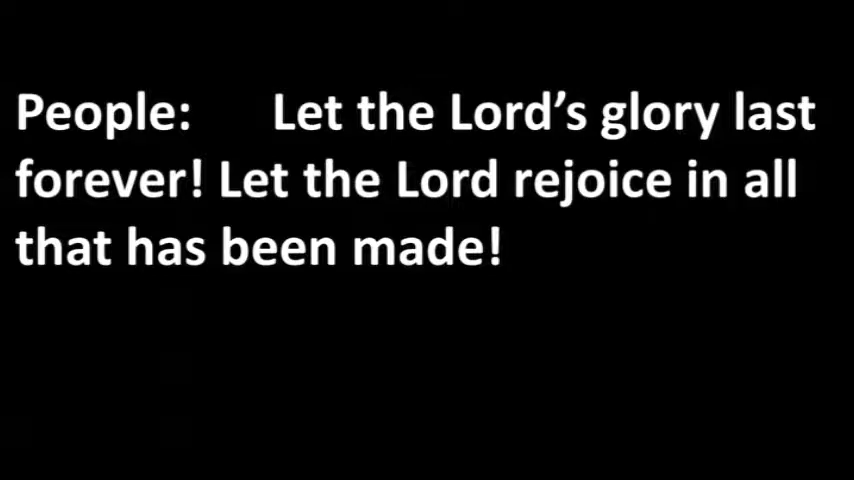 People: Let the Lord’s glory last
forever! Let the Lord rejoice in all
that has been made!